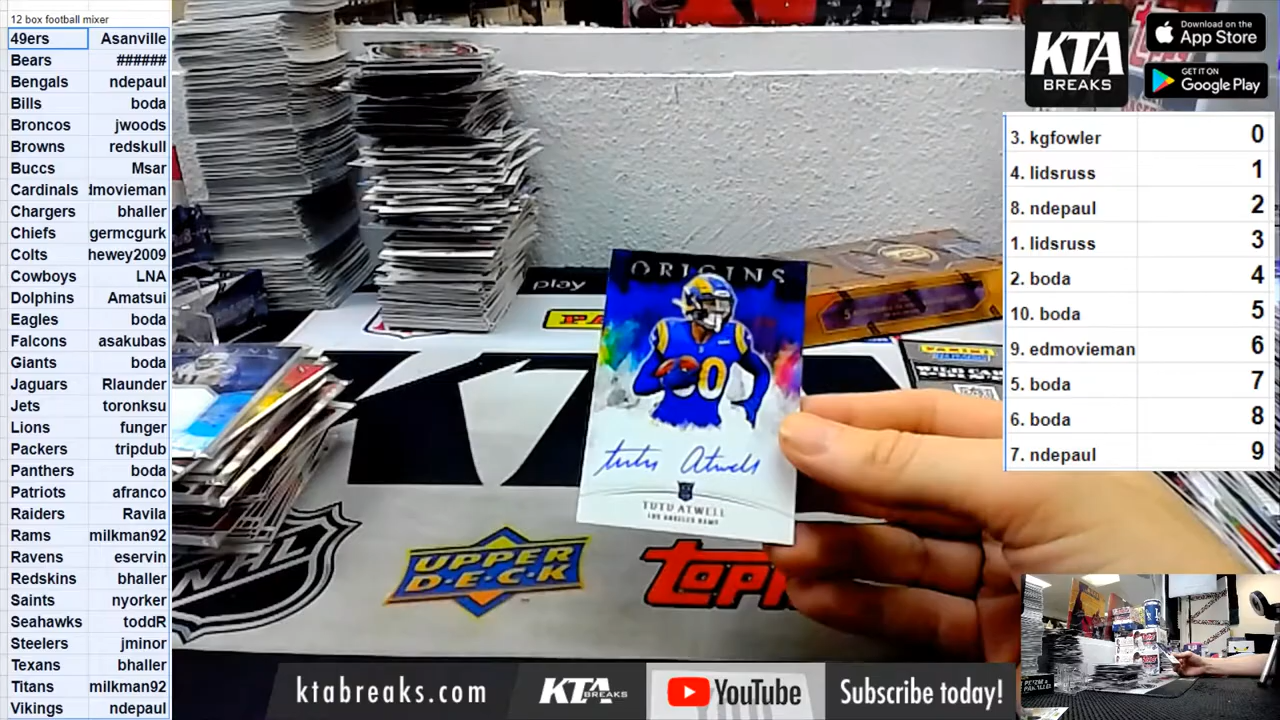 12 box football mixer
49ers Asanville
Bears ######
Bengals ndepaul
Bills boda
Broncos jwoods
Browns redskull
Buccs Msar
Cardinals dmovieman
Chargers bhaller
Chiefs germcgurk
Colts hewey2009
Cowboys LNA
Dolphins Amatsui
Eagles boda
Falcons asakubas
Giants boda
Jaguars Rlaunder
Jets toronksu
Lions funger
Packers tripdub
Panthers boda
Patriots afranco
Raiders Ravila
Rams milkman92
Ravens eservin
Redskins bhaller
Saints nyorker
Seahawks toddR
Steelers jminor
Texans bhaller
Titans milkman92
Vikings ndepaul
KTA
BREAKS
Download on the
App Store
GET IT ON
Google Play
3. kgfowler 0
4. lidsruss 1
8. ndepaul 2
1. lidsruss 3
2. boda 4
10. boda 5
9. edmovieman 6
5. boda 7
6. boda 8
7. ndepaul 9
play
ORIGINS
tutu Atwell
TUTU ATWELL
LOS ANGELES RAMS
NHL
UPPER
D.E.C.K
ktabreaks.com
KTA
BREAKS
YouTube
Subscribe today!